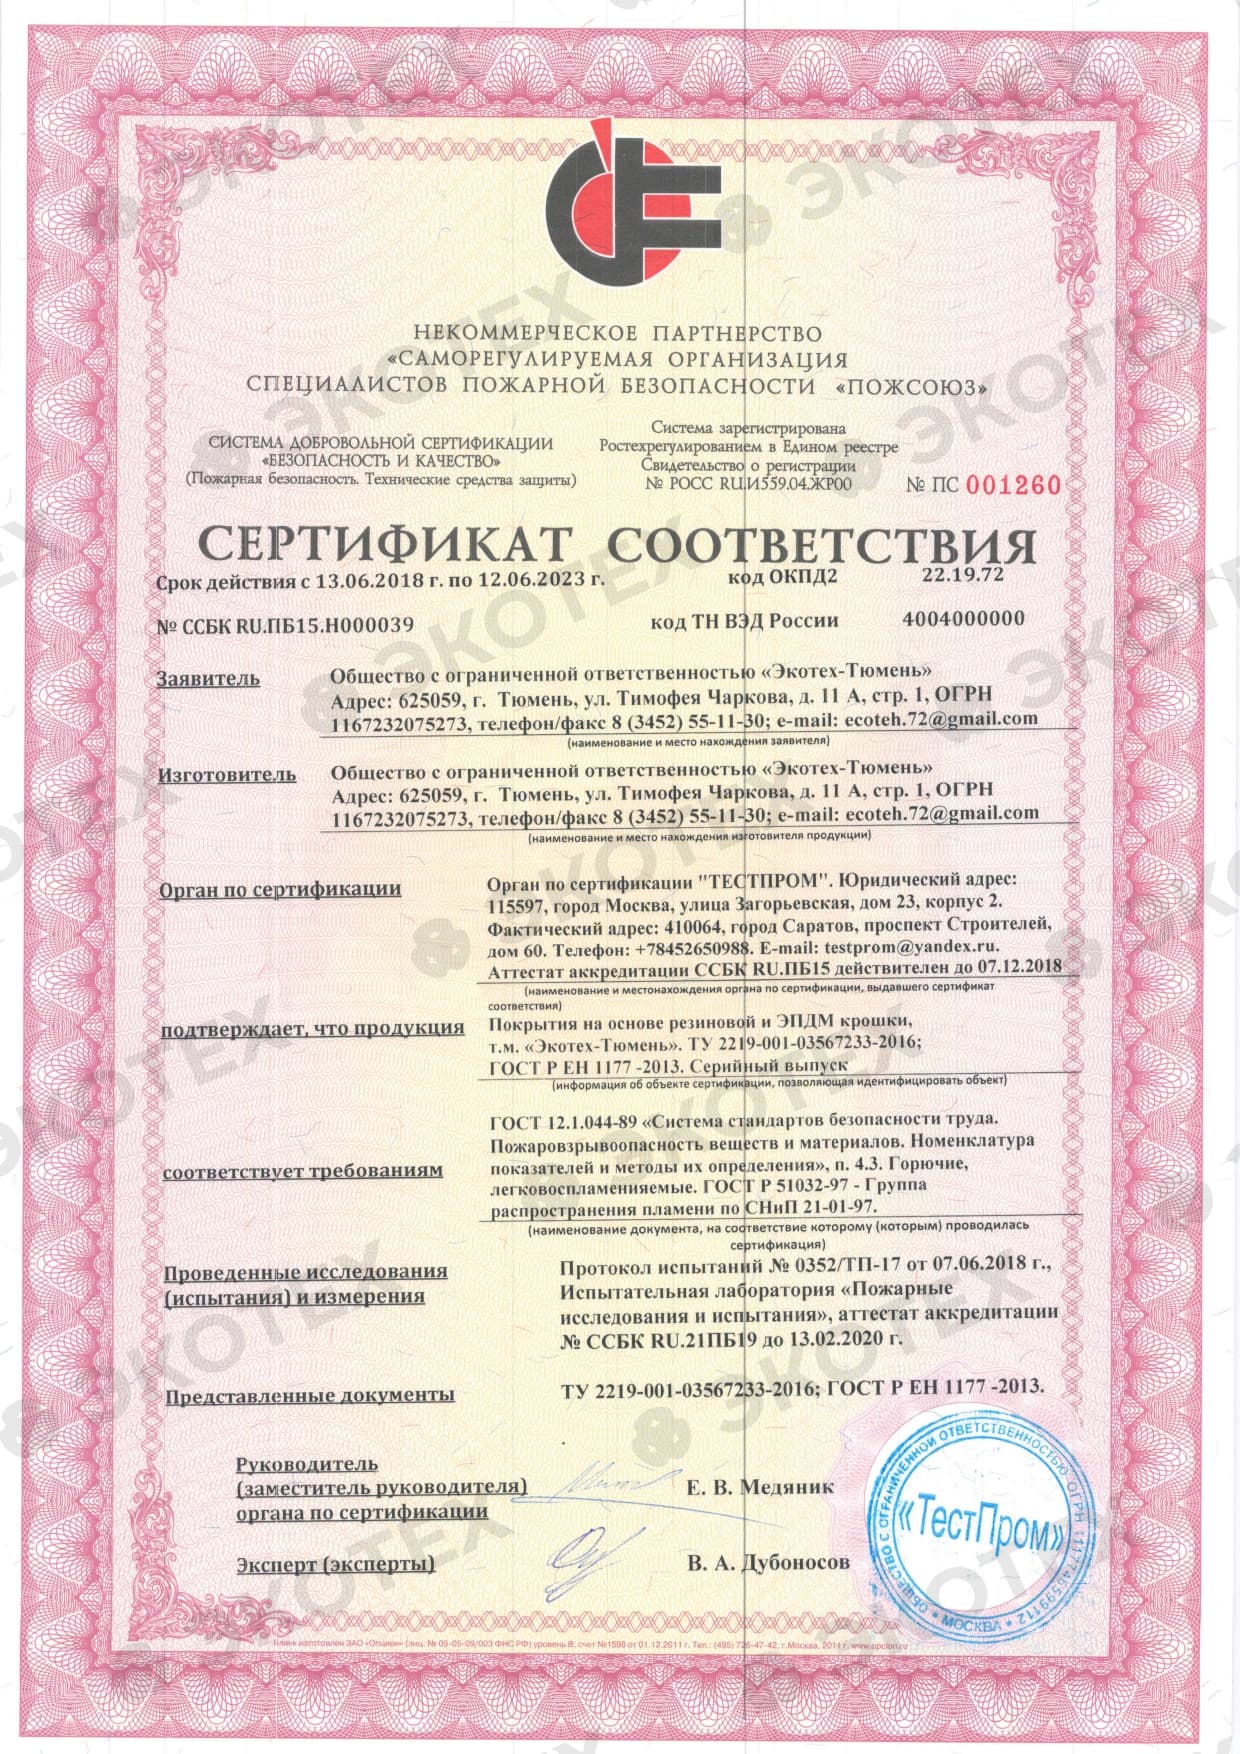 НЕКОММЕРЧЕСКОЕ ПАРТНЕРСТВО
«САМОРЕГУЛИРУЕМАЯ ОРГАНИЗАЦИЯ
СПЕЦИАЛИСТОВ ПОЖАРНОЙ БЕЗОПАСНОСТИ «ПОЖСОЮЗ»
СИСТЕМА ДОБРОВОЛЬНОЙ СЕРТИФИКАЦИИ
«БЕЗОПАСНОСТЬ И КАЧЕСТВО»
(Пожарная безопасность. Технические средства защиты)
Система зарегистрирована
Ростехрегулированием в Едином реестре
Свидетельство о регистрации
№ РОСС RU.И559.04.ЖР00
№ ПС 001260
СЕРТИФИКАТ СООТВЕТСТВИЯ
Срок действия с 13.06.2018 г. по 12.06.2023 г. код ОКПД2 22.19.72
№ ССБК RU.ПБ15.Н000039 код ТН ВЭД России 4004000000
Заявитель
Общество с ограниченной ответственностью «Экотех-Тюмень»
Адрес: 625059, г. Тюмень, ул. Тимофея Чаркова, д. 11 А, стр. 1, ОГРН
1167232075273, телефон/факс 8 (3452) 55-11-30; e-mail: ecoteh.72@gmail.com
(наименование и место нахождения заявителя)
Изготовитель
Общество с ограниченной ответственностью «Экотех-Тюмень»
Адрес: 625059, г. Тюмень, ул. Тимофея Чаркова, д. 11 А, стр. 1, ОГРН
1167232075273, телефон/факс 8 (3452) 55-11-30; e-mail: ecoteh.72@gmail.com
(наименование и место нахождения изготовителя продукции)
Орган по сертификации
Орган по сертификации "ТЕСТПРОМ". Юридический адрес:
115597, город Москва, улица Загорьевская, дом 23, корпус 2.
Фактический адрес: 410064, город Саратов, проспект Строителей,
дом 60. Телефон: +78452650988. E-mail: testprom@yandex.ru.
Аттестат аккредитации ССБК RU.ПБ15 действителен до 07.12.2018
(наименование и местонахождения органа по сертификации, выдавшего сертификат
соответствия)
подтверждает, что продукция
Покрытия на основе резиновой и ЭПДМ крошки,
т.м. «Экотех-Тюмень». ТУ 2219-001-03567233-2016;
ГОСТ Р ЕН 1177 -2013. Серийный выпуск
(информация об объекте сертификации, позволяющая идентифицировать объект)
соответствует требованиям
ГОСТ 12.1.044-89 «Система стандартов безопасности труда.
Пожаровзрывоопасность веществ и материалов. Номенклатура
показателей и методы их определения», п. 4.3. Горючие,
легковоспламенияемые. ГОСТ Р 51032-97 - Группа
распространения пламени по СНиП 21-01-97.
(наименование документа, на соответствие которому (которым) проводилась
сертификация)
Проведенные исследования
(испытания) и измерения
Протокол испытаний № 0352/ТП-17 от 07.06.2018 г.,
Испытательная лаборатория «Пожарные
исследования и испытания», аттестат аккредитации
№ ССБК RU.21ПБ19 до 13.02.2020 г.
Представленные документы
ТУ 2219-001-03567233-2016; ГОСТ Р ЕН 1177 -2013.
Руководитель
(заместитель руководителя)
органа по сертификации
Е. В. Медяник
Эксперт (эксперты)
В. А. Дубоносов
ОБЩЕСТВО С ОГРАНИЧЕННОЙ ОТВЕТСТВЕННОСТЬЮ ОГРН 1177746599112
«ТестПром»
* МОСКВА *
Бланк изготовлен ЗАО «Опцион» (лиц. № 05-05-09/003 ФНС РФ) уровень В, счет №1598 от 01.12.2011 г. Тел.: (495) 726-47-42, г.Москва, 2011 г. www.opcion.ru
ЭКОТЕХ